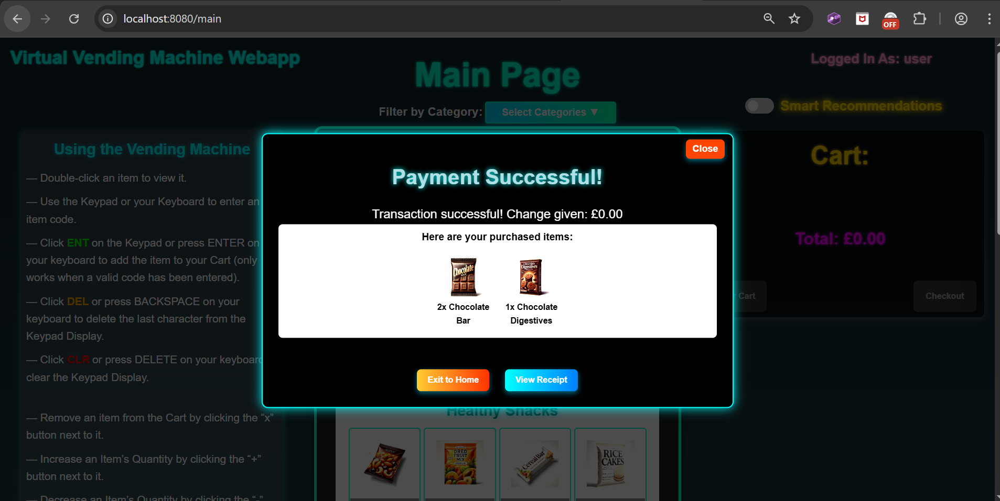 localhost:8080/main
OFF
Virtual Vending Machine Webapp
Main Page
Logged In As: user
Filter by Category:
Select Categories ▼
Smart Recommendations
Using the Vending Machine
— Double-click an item to view it.
— Use the Keypad or your Keyboard to enter an
item code.
— Click ENT on the Keypad or press ENTER on
your keyboard to add the item to your Cart (only
works when a valid code has been entered).
— Click DEL or press BACKSPACE on your
keyboard to delete the last character from the
Keypad Display.
— Click CLR or press DELETE on your keyboard
clear the Keypad Display.
— Remove an item from the Cart by clicking the “x”
button next to it.
— Increase an Item’s Quantity by clicking the “+”
button next to it.
— Decrease an Item’s Quantity by clicking the “-”
Close
Payment Successful!
Transaction successful! Change given: £0.00
Here are your purchased items:
Chocolate
BAR
Chocolate
Digestives
2x Chocolate
Bar
1x Chocolate
Digestives
Exit to Home
View Receipt
Cart:
Total: £0.00
Cart
Checkout
Healthy Snacks
DRED
FRUIT
MIX
CerealBar
RICE
CAKES